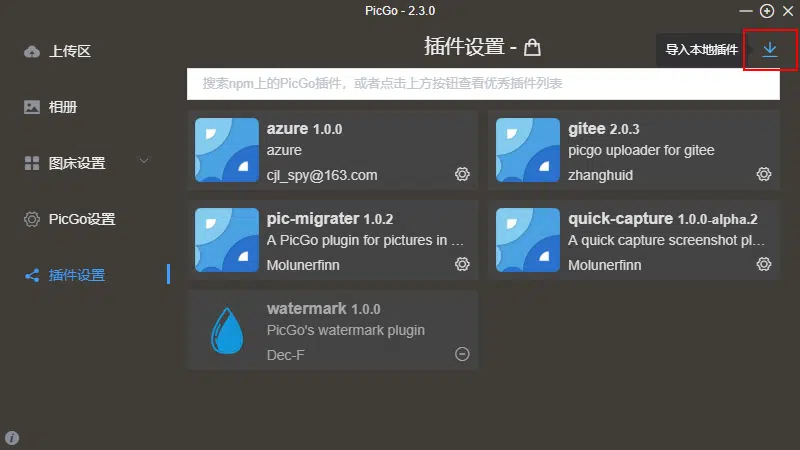 PicGo - 2.3.0
上传区
相册
图床设置
PicGo设置
插件设置
插件设置 -
导入本地插件
搜索npm上的PicGo插件，或者点击上方按钮查看优秀插件列表
azure 1.0.0
azure
cjl_spy@163.com
gitee 2.0.3
picgo uploader for gitee
zhanghuid
pic-migrater 1.0.2
A PicGo plugin for pictures in ...
Molunerfinn
quick-capture 1.0.0-alpha.2
A quick capture screenshot pl...
Molunerfinn
watermark 1.0.0
PicGo's watermark plugin
Dec-F